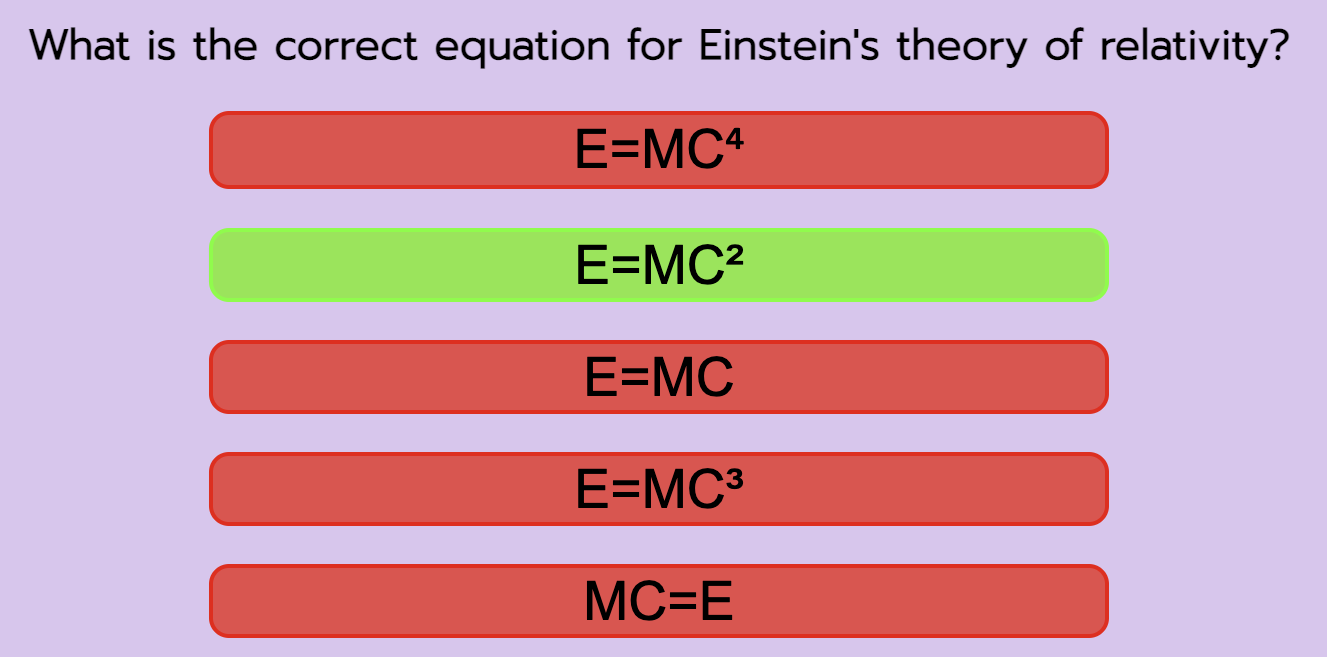 What is the correct equation for Einstein's theory of relativity?
E=MC⁴
E=MC²
E=MC
E=MC³
MC=E